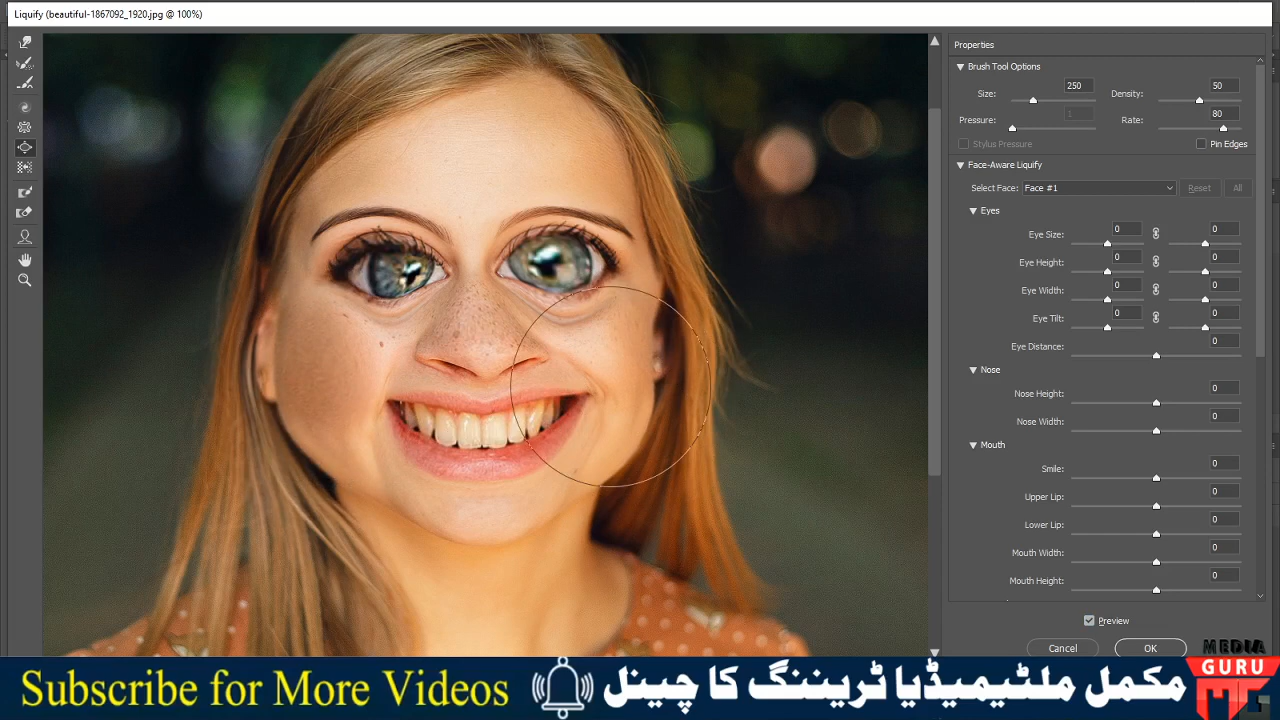 Liquify (beautiful-1867092_1920.jpg @ 100%)
Properties
Brush Tool Options
Size: 250 Density: 50
Pressure: 1 Rate: 80
Stylus Pressure Pin Edges
Face-Aware Liquify
Select Face: Face #1 Reset All
Eyes
Eye Size: 0 0
Eye Height: 0 0
Eye Width: 0 0
Eye Tilt: 0 0
Eye Distance: 0
Nose
Nose Height: 0
Nose Width: 0
Mouth
Smile: 0
Upper Lip: 0
Lower Lip: 0
Mouth Width: 0
Mouth Height: 0
Preview
Cancel OK
Subscribe for More Videos
مکمل ملٹیمیڈیا ٹریننگ کا چینل
MEDIA
GURU
MG